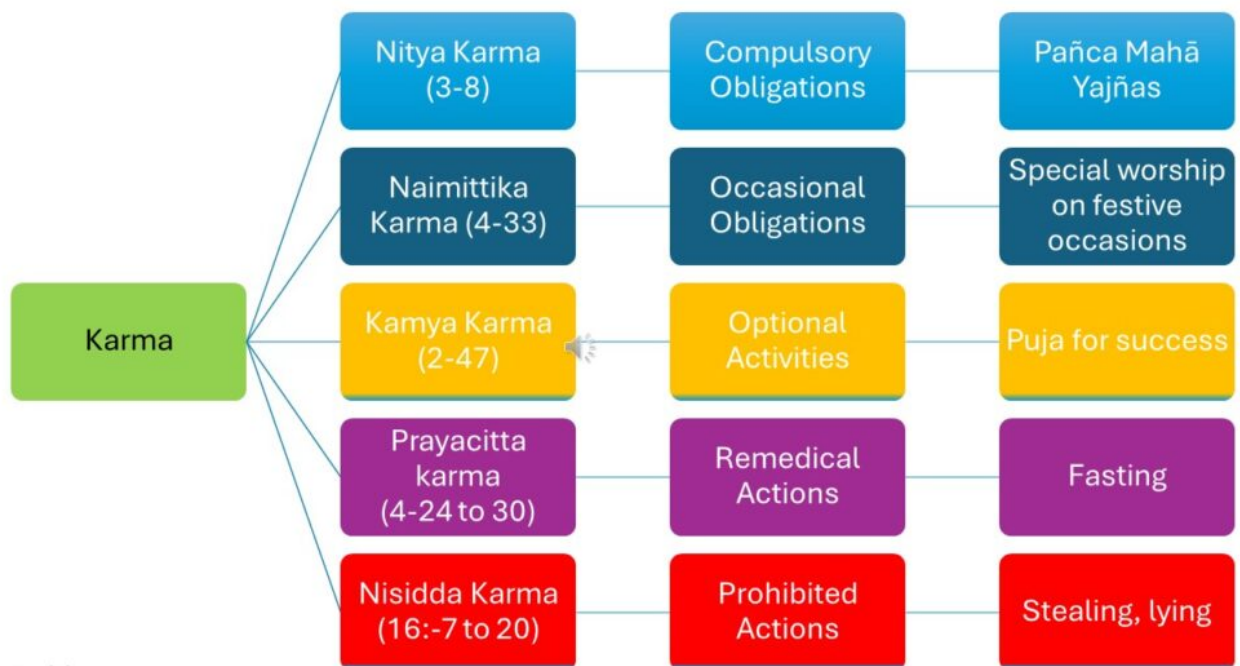 Karma
Nitya Karma
(3-8)
Compulsory
Obligations
Pañca Mahā
Yajñas
Naimittika
Karma (4-33)
Occasional
Obligations
Special worship
on festive
occasions
Kamya Karma
(2-47)
Optional
Activities
Puja for success
Prayacitta
karma
(4-24 to 30)
Remedical
Actions
Fasting
Nisidda Karma
(16:-7 to 20)
Prohibited
Actions
Stealing, lying